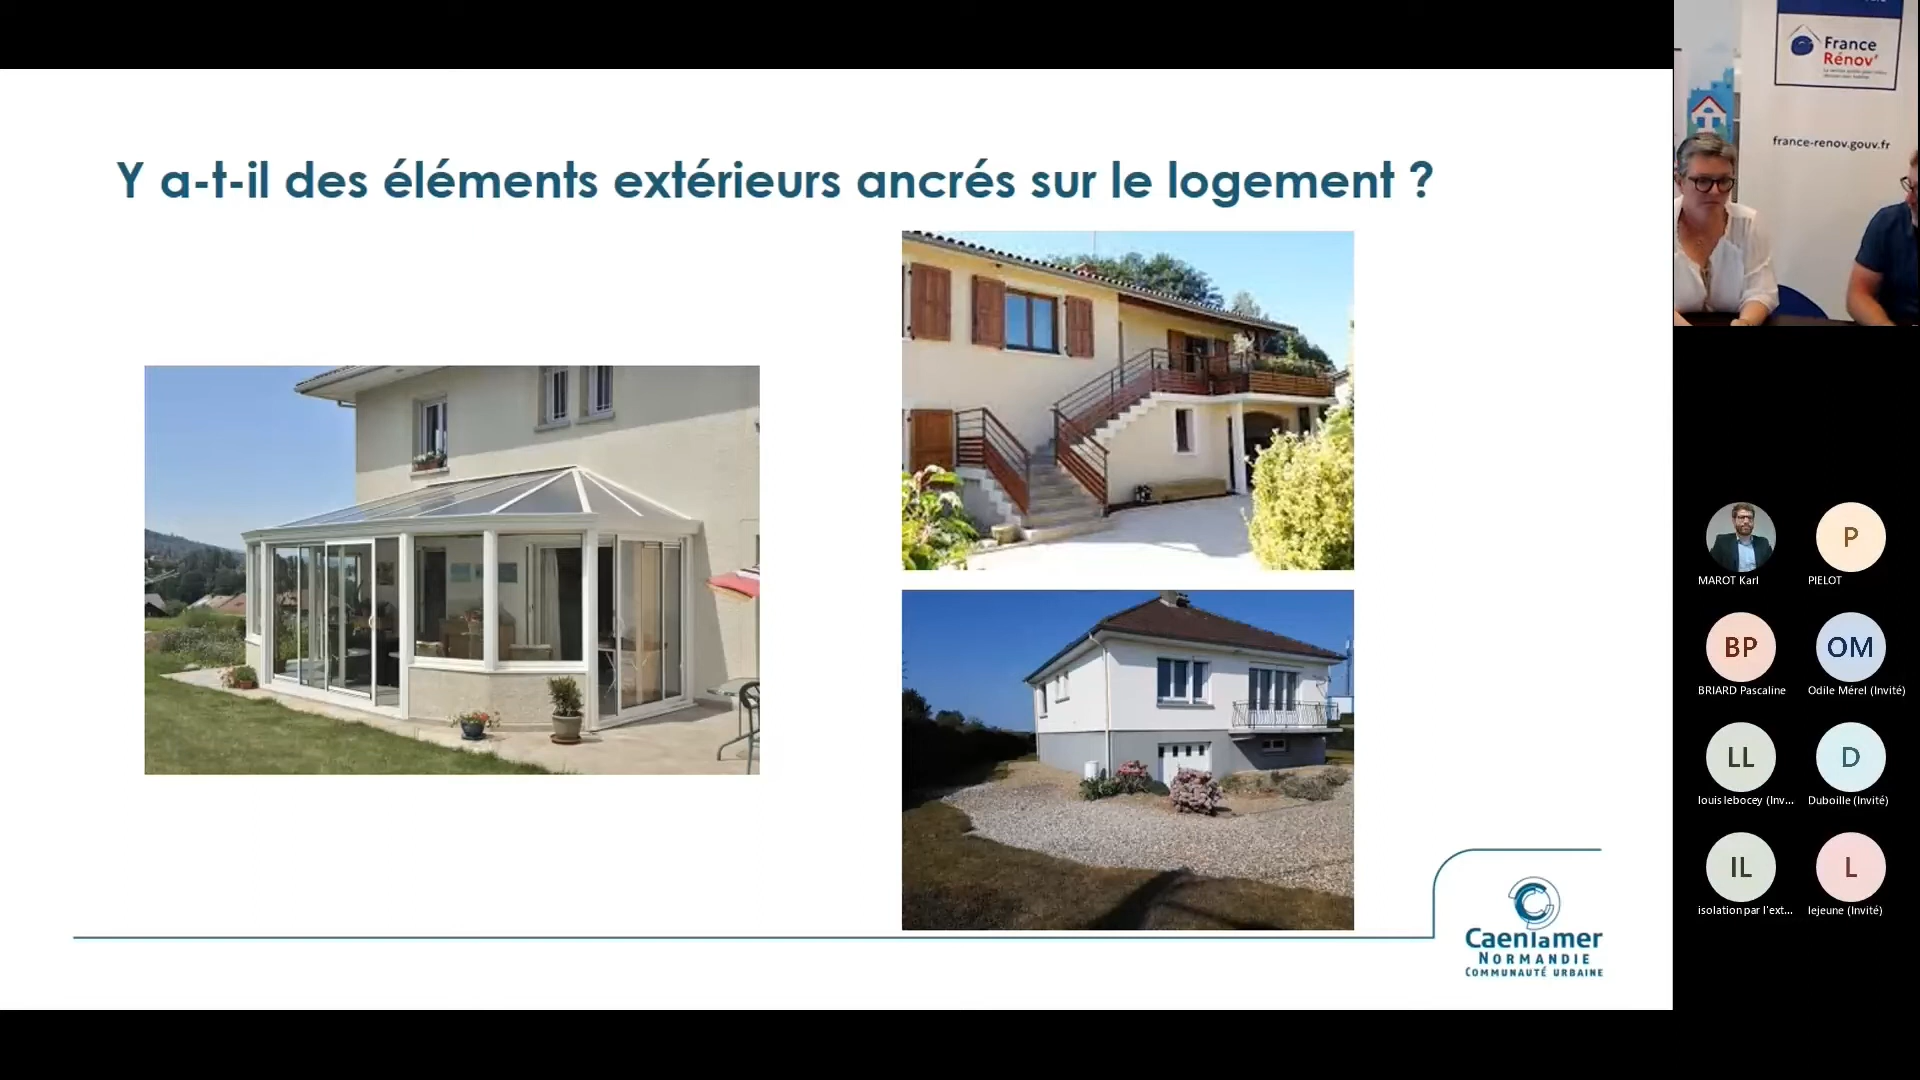 Y a-t-il des éléments extérieurs ancrés sur le logement ?
Caenlamer
NORMANDIE
COMMUNAUTÉ URBAINE
France
Rénov'
france-renov.gouv.fr
MAROT Karl
P
PIELOT
BP
BRIARD Pascaline
OM
Odile Mérel (Invité)
LL
louis lebocey (Inv...
D
Duboille (Invité)
IL
isolation par l'ext...
L
lejeune (Invité)